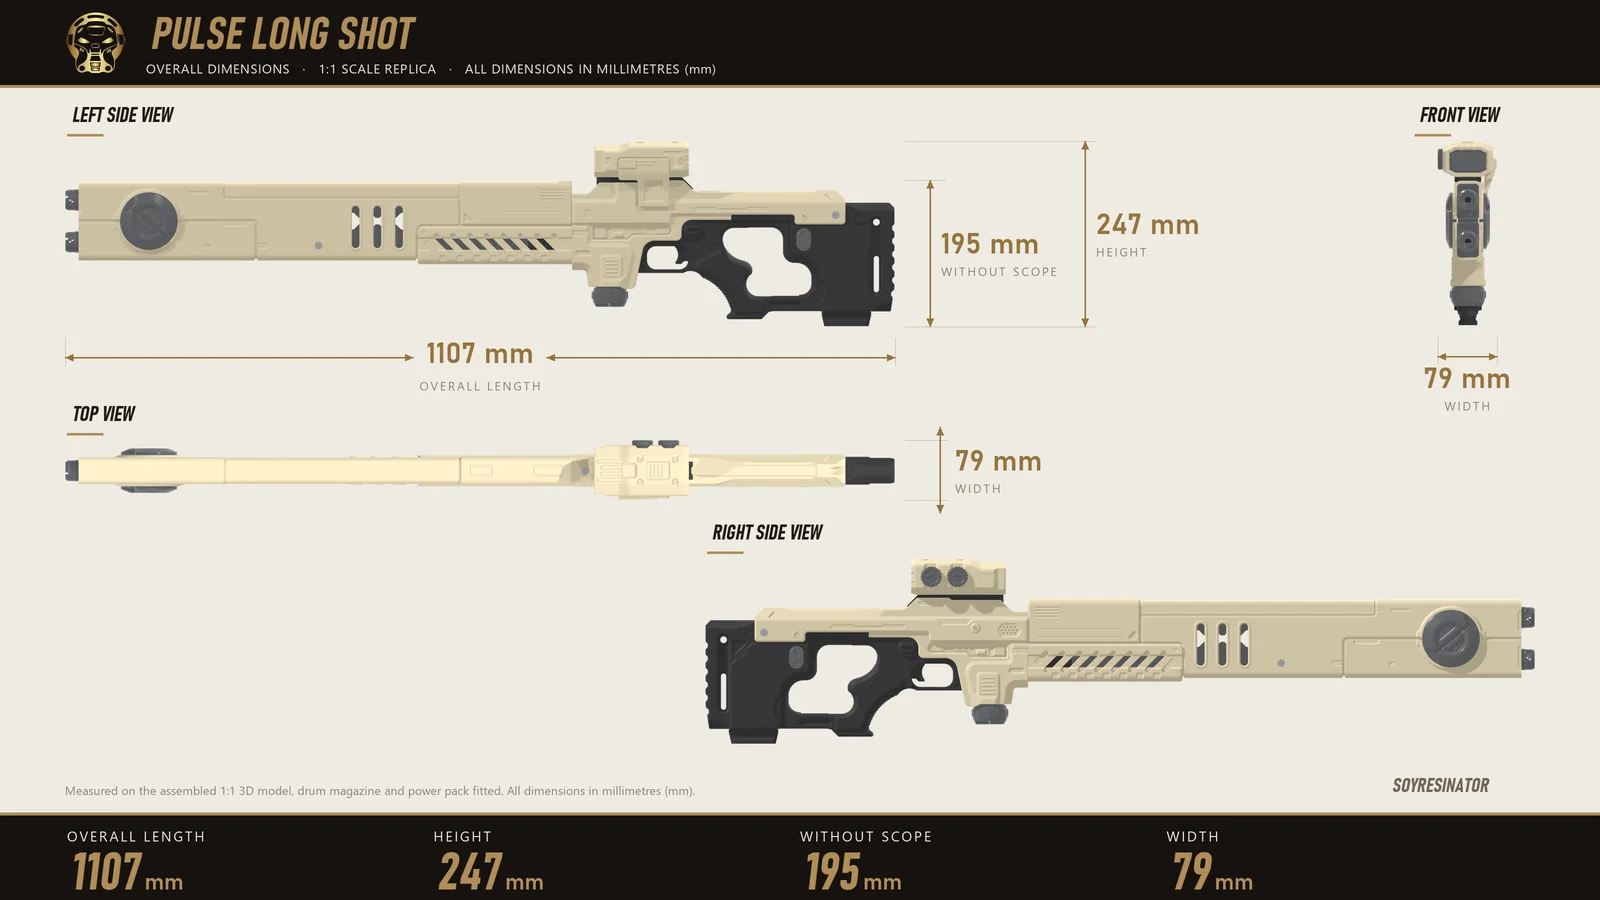 PULSE LONG SHOT
OVERALL DIMENSIONS · 1:1 SCALE REPLICA · ALL DIMENSIONS IN MILLIMETRES (mm)
LEFT SIDE VIEW
FRONT VIEW
247 mm
HEIGHT
195 mm
WITHOUT SCOPE
1107 mm
OVERALL LENGTH
79 mm
WIDTH
TOP VIEW
79 mm
WIDTH
RIGHT SIDE VIEW
SOYRESINATOR
Measured on the assembled 1:1 3D model, drum magazine and power pack fitted. All dimensions in millimetres (mm).
OVERALL LENGTH
1107 mm
HEIGHT
247 mm
WITHOUT SCOPE
195 mm
WIDTH
79 mm